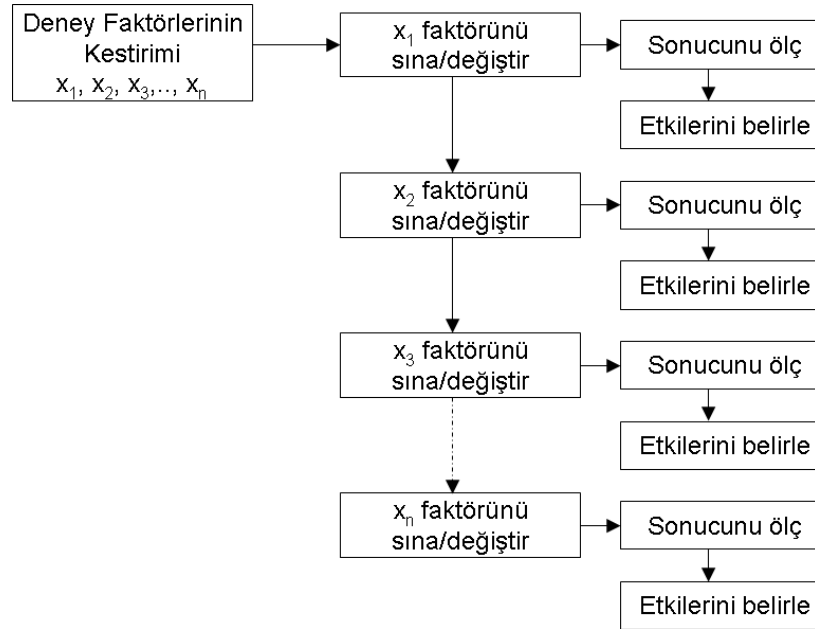 Deney Faktörlerinin
Kestirimi
x₁, x₂, x₃,.., xₙ
x₁ faktörünü
sına/değiştir
Sonucunu ölç
Etkilerini belirle
x₂ faktörünü
sına/değiştir
Sonucunu ölç
Etkilerini belirle
x₃ faktörünü
sına/değiştir
Sonucunu ölç
Etkilerini belirle
xₙ faktörünü
sına/değiştir
Sonucunu ölç
Etkilerini belirle